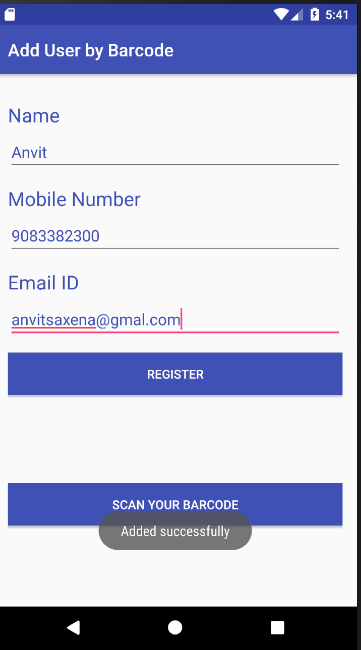 5:41
Add User by Barcode
Name
Anvit
Mobile Number
9083382300
Email ID
anvitsaxena@gmal.com
REGISTER
SCAN YOUR BARCODE
Added successfully